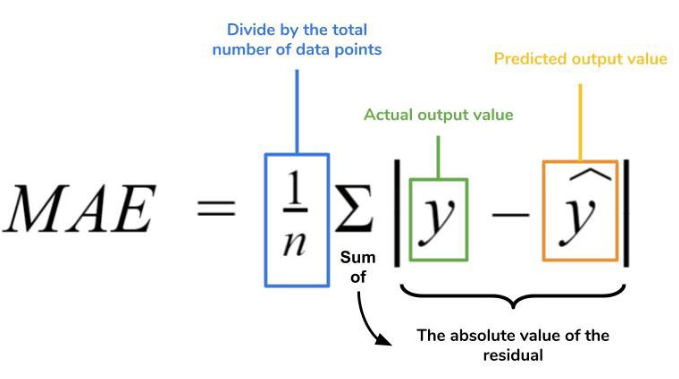 Divide by the total
number of data points
Predicted output value
Actual output value
MAE = 1/n Σ |y − ŷ|
Sum
of
The absolute value of the
residual